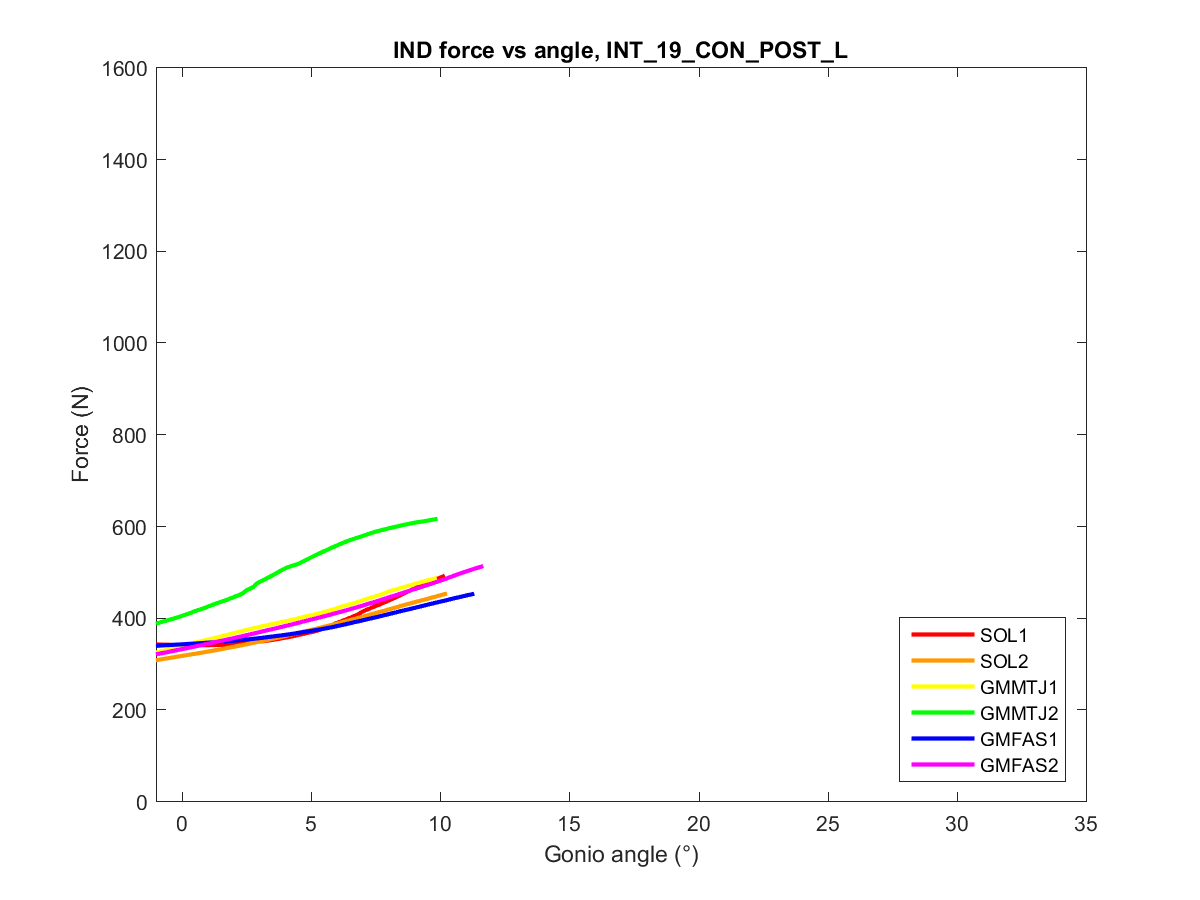 IND force vs angle, INT_19_CON_POST_L
1600
1400
1200
1000
800
600
400
200
0
Force (N)
0 5 10 15 20 25 30 35
Gonio angle (°)
SOL1
SOL2
GMMTJ1
GMMTJ2
GMFAS1
GMFAS2